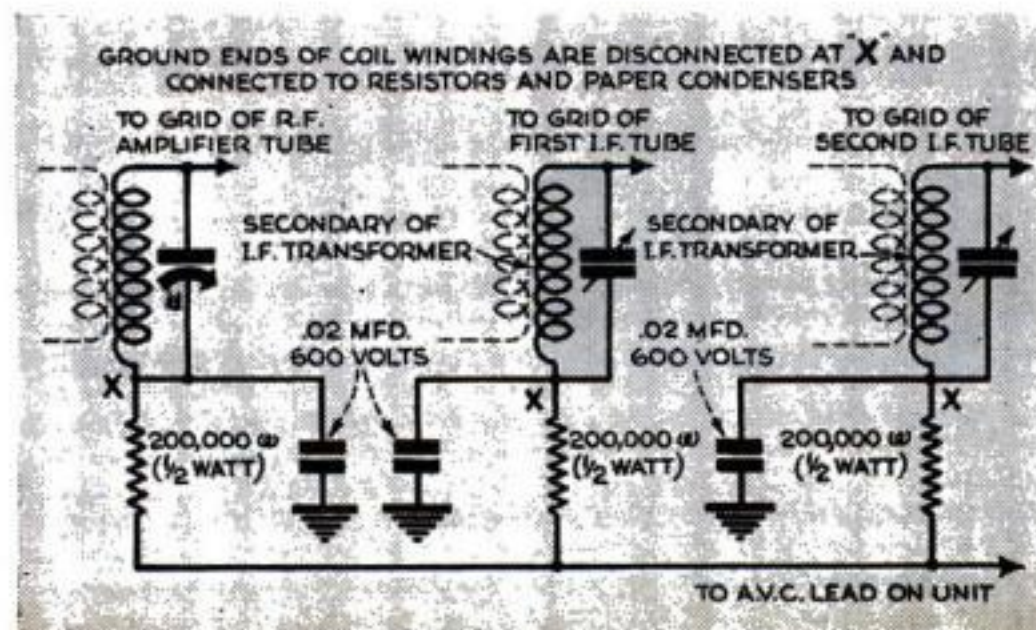 GROUND ENDS OF COIL WINDINGS ARE DISCONNECTED AT "X" AND
CONNECTED TO RESISTORS AND PAPER CONDENSERS
TO GRID OF R.F.
AMPLIFIER TUBE
TO GRID OF
FIRST I.F. TUBE
TO GRID OF
SECOND I.F. TUBE
SECONDARY OF
I.F. TRANSFORMER
SECONDARY OF
I.F. TRANSFORMER
.02 MFD.
600 VOLTS
.02 MFD.
600 VOLTS
X
X
X
200,000 ω
(½ WATT)
200,000 ω
(½ WATT)
200,000 ω
(½ WATT)
TO A.V.C. LEAD ON UNIT